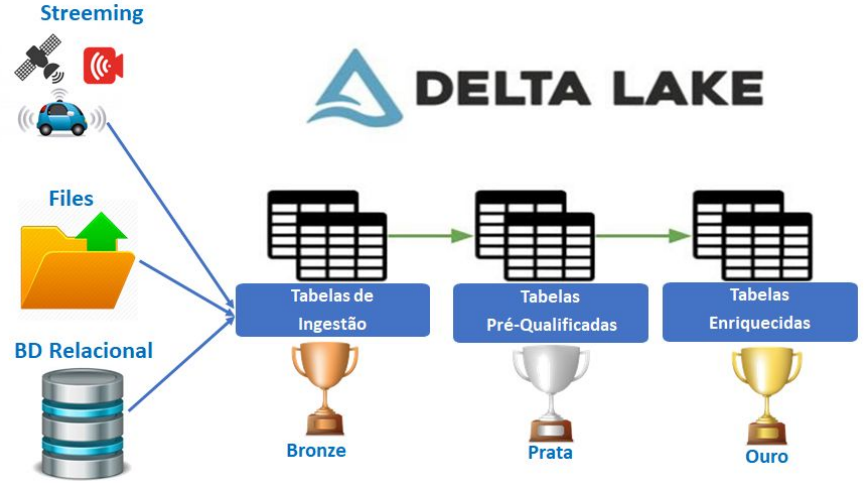 Streeming
DELTA LAKE
Files
BD Relacional
Tabelas de
Ingestão
Tabelas
Pré-Qualificadas
Tabelas
Enriquecidas
Bronze
Prata
Ouro